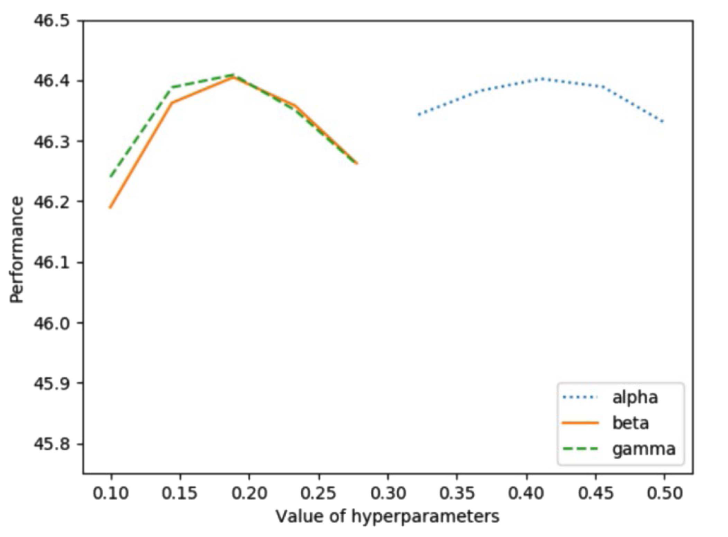 46.5
46.4
46.3
46.2
46.1
46.0
45.9
45.8
Performance
0.10 0.15 0.20 0.25 0.30 0.35 0.40 0.45 0.50
Value of hyperparameters
alpha
beta
gamma